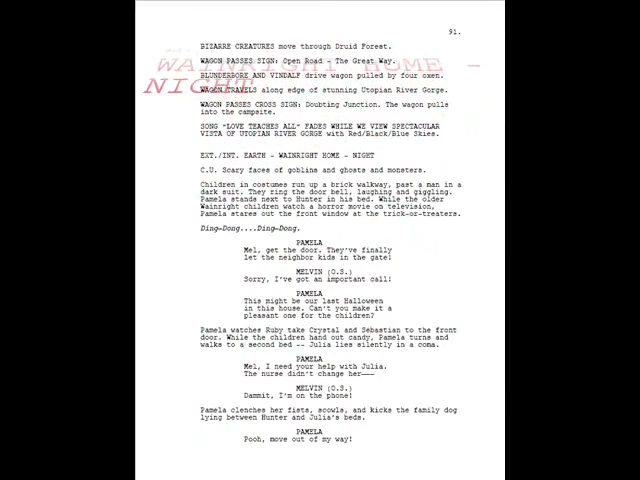 91.
BIZARRE CREATURES move through Druid Forest.
WAGON PASSES SIGN: Open Road - The Great Way.
WAINRIGHT HOME -
NIGHT
BLUNDERBORE AND VINDALF drive wagon pulled by four oxen.
WAGON TRAVELS along edge of stunning Utopian River Gorge.
WAGON PASSES CROSS SIGN: Doubting Junction. The wagon pulls
into the campsite.
SONG "LOVE TEACHES ALL" FADES WHILE WE VIEW SPECTACULAR
VISTA OF UTOPIAN RIVER GORGE with Red/Black/Blue Skies.
EXT./INT. EARTH - WAINRIGHT HOME - NIGHT
C.U. Scary faces of goblins and ghosts and monsters.
Children in costumes run up a brick walkway, past a man in a
dark suit. They ring the door bell, laughing and giggling.
Pamela stands next to Hunter in his bed. While the older
Wainright children watch a horror movie on television,
Pamela stares out the front window at the trick-or-treaters.
Ding-Dong....Ding-Dong.
PAMELA
Mel, get the door. They've finally
let the neighbor kids in the gate!
MELVIN (O.S.)
Sorry, I've got an important call!
PAMELA
This might be our last Halloween
in this house. Can't you make it a
pleasant one for the children?
Pamela watches Ruby take Crystal and Sebastian to the front
door. While the children hand out candy, Pamela turns and
walks to a second bed -- Julia lies silently in a coma.
PAMELA
Mel, I need your help with Julia.
The nurse didn't change her---
MELVIN (O.S.)
Dammit, I'm on the phone!
Pamela clenches her fists, scowls, and kicks the family dog
lying between Hunter and Julia's beds.
PAMELA
Pooh, move out of my way!